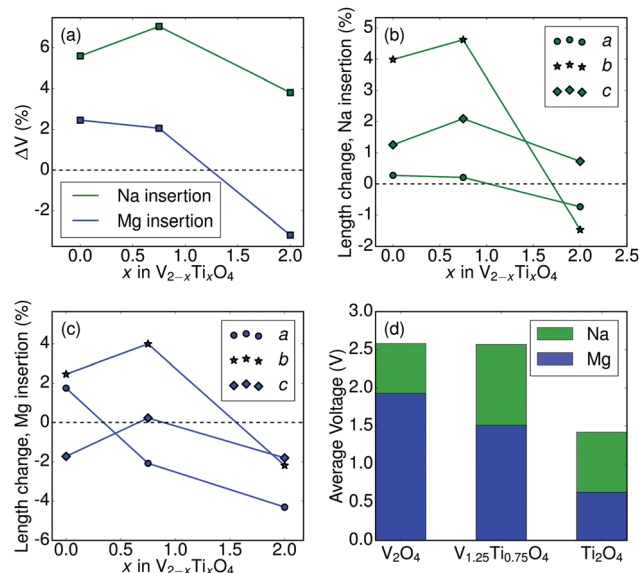 (a)
ΔV (%)
6
4
2
0
−2
Na insertion
Mg insertion
0.0 0.5 1.0 1.5 2.0
x in V₂₋ₓTiₓO₄
(b)
Length change, Na insertion (%)
5
4
3
2
1
0
−1
−2
a
b
c
0.0 0.5 1.0 1.5 2.0 2.5
x in V₂₋ₓTiₓO₄
(c)
Length change, Mg insertion (%)
4
2
0
−2
−4
−6
a
b
c
0.0 0.5 1.0 1.5 2.0
x in V₂₋ₓTiₓO₄
(d)
Average Voltage (V)
3.0
2.5
2.0
1.5
1.0
0.5
0.0
Na
Mg
V₂O₄ V₁.₂₅Ti₀.₇₅O₄ Ti₂O₄